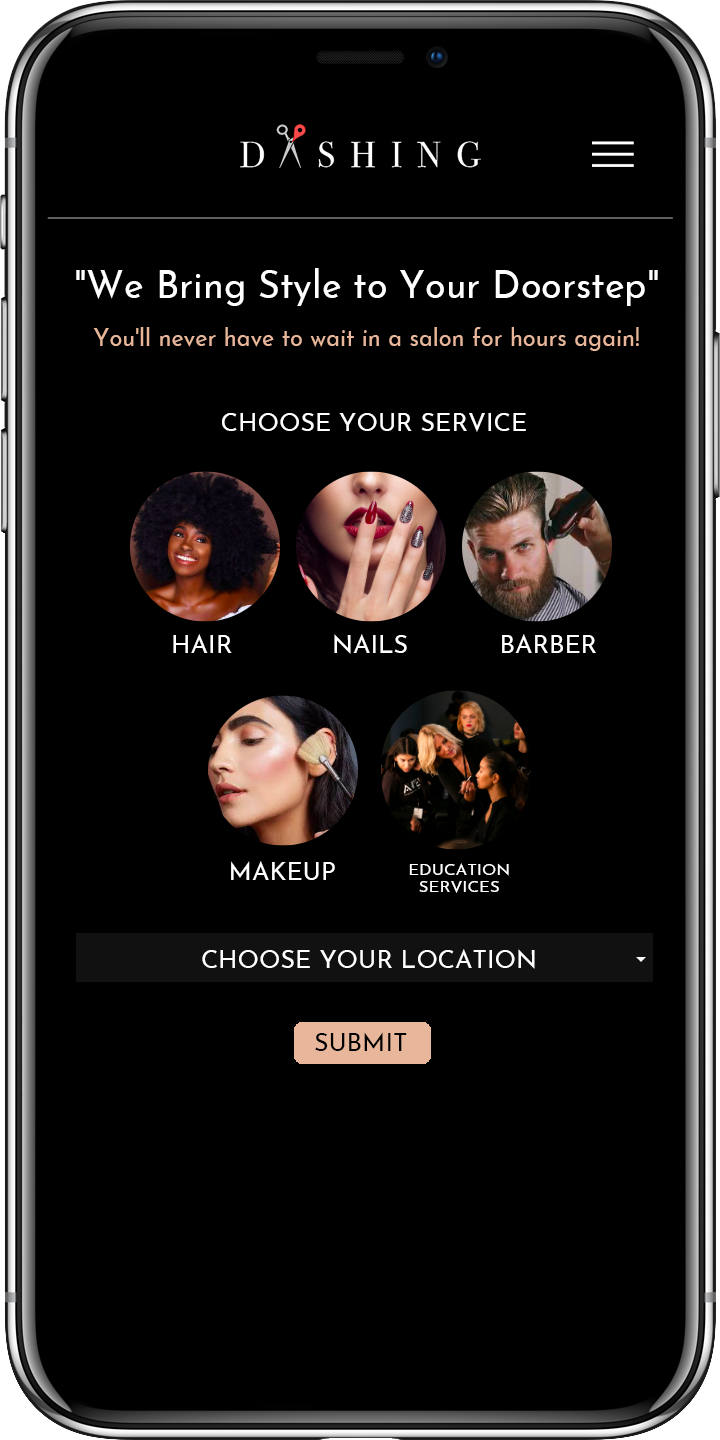 DASHING
"We Bring Style to Your Doorstep"
You'll never have to wait in a salon for hours again!
CHOOSE YOUR SERVICE
HAIR
NAILS
BARBER
MAKEUP
EDUCATION
SERVICES
CHOOSE YOUR LOCATION
SUBMIT